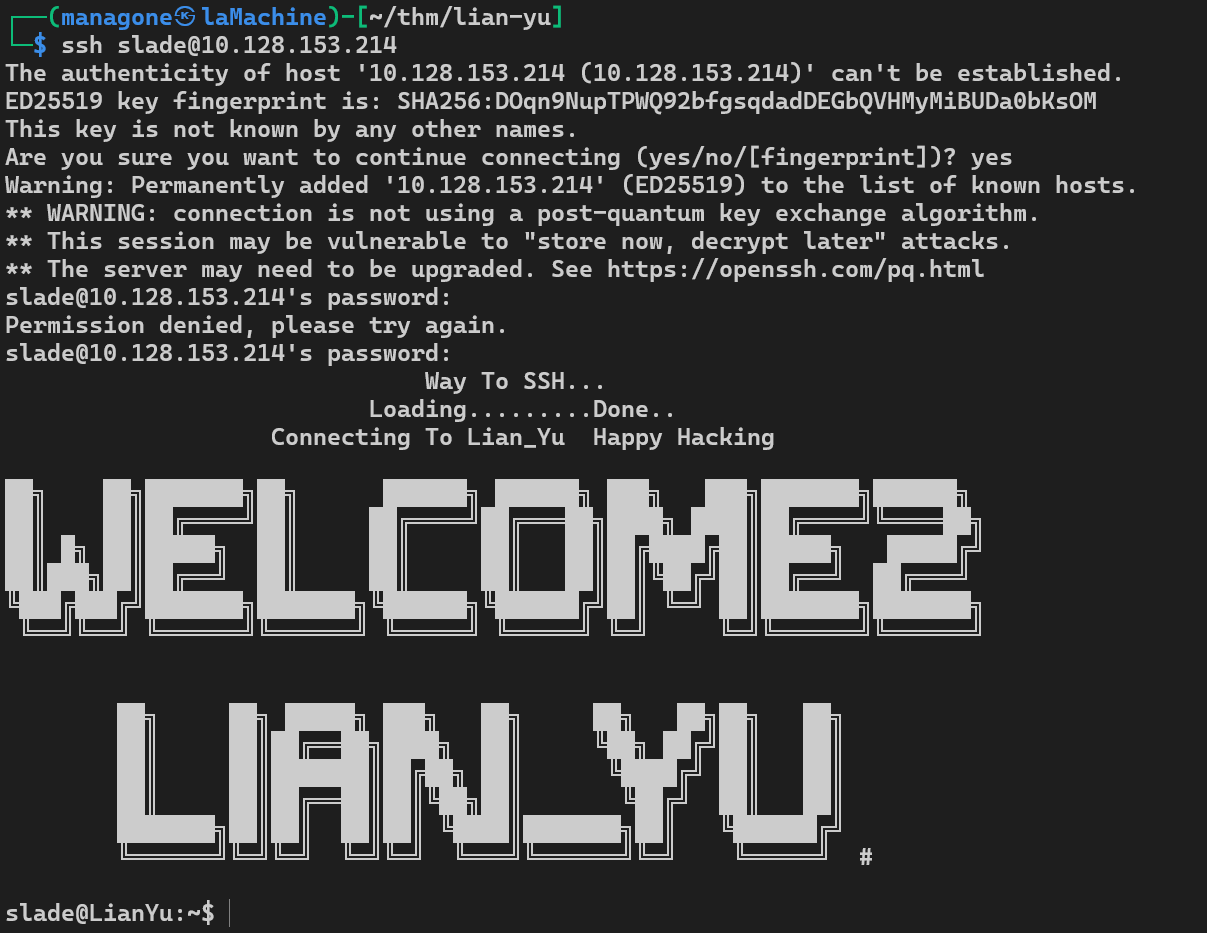 ┌──(managone㉿laMachine)-[~/thm/lian-yu]
└─$ ssh slade@10.128.153.214
The authenticity of host '10.128.153.214 (10.128.153.214)' can't be established.
ED25519 key fingerprint is: SHA256:DOqn9NupTPWQ92bfgsqdadDEGbQVHMyMiBUDa0bKsOM
This key is not known by any other names.
Are you sure you want to continue connecting (yes/no/[fingerprint])? yes
Warning: Permanently added '10.128.153.214' (ED25519) to the list of known hosts.
** WARNING: connection is not using a post-quantum key exchange algorithm.
** This session may be vulnerable to "store now, decrypt later" attacks.
** The server may need to be upgraded. See https://openssh.com/pq.html
slade@10.128.153.214's password:
Permission denied, please try again.
slade@10.128.153.214's password:
Way To SSH...
Loading.........Done..
Connecting To Lian_Yu  Happy Hacking
WELCOME2
LIAN_YU #
slade@LianYu:~$